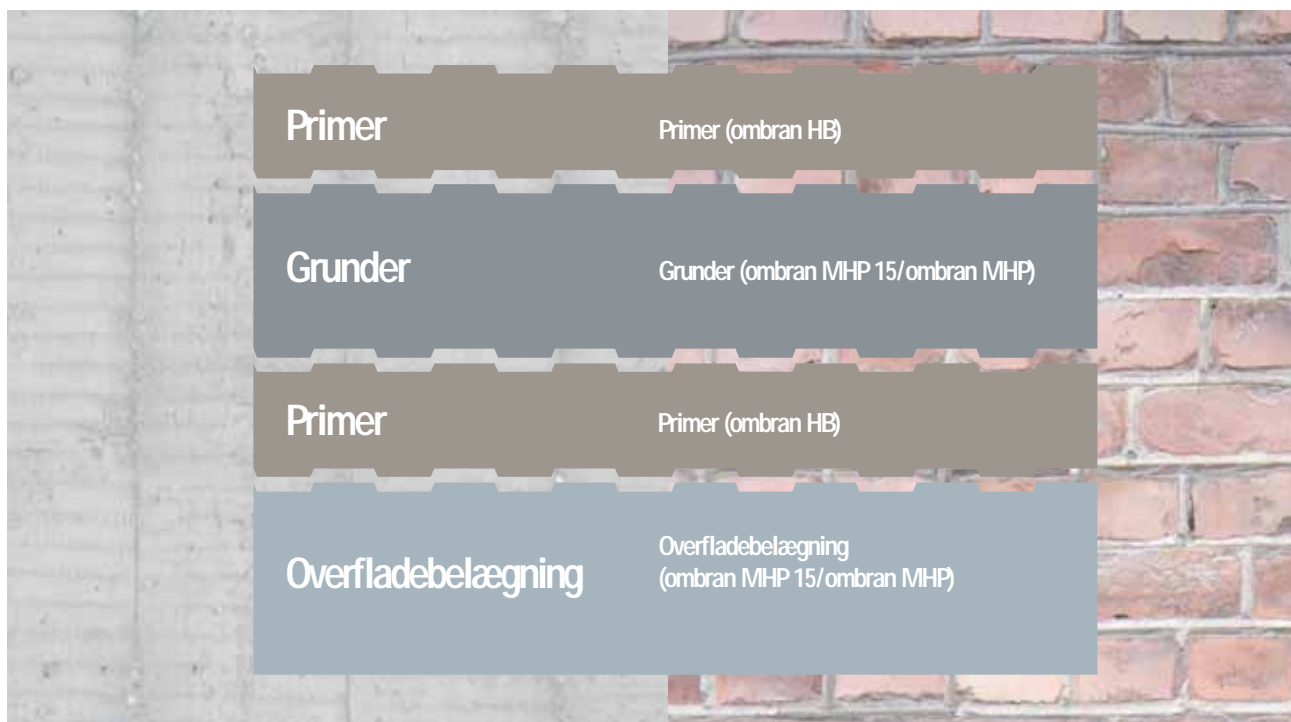 Primer
Primer (ombran HB)
Grunder
Grunder (ombran MHP 15/ombran MHP)
Primer
Primer (ombran HB)
Overfladebelægning
Overfladebelægning
(ombran MHP 15/ombran MHP)